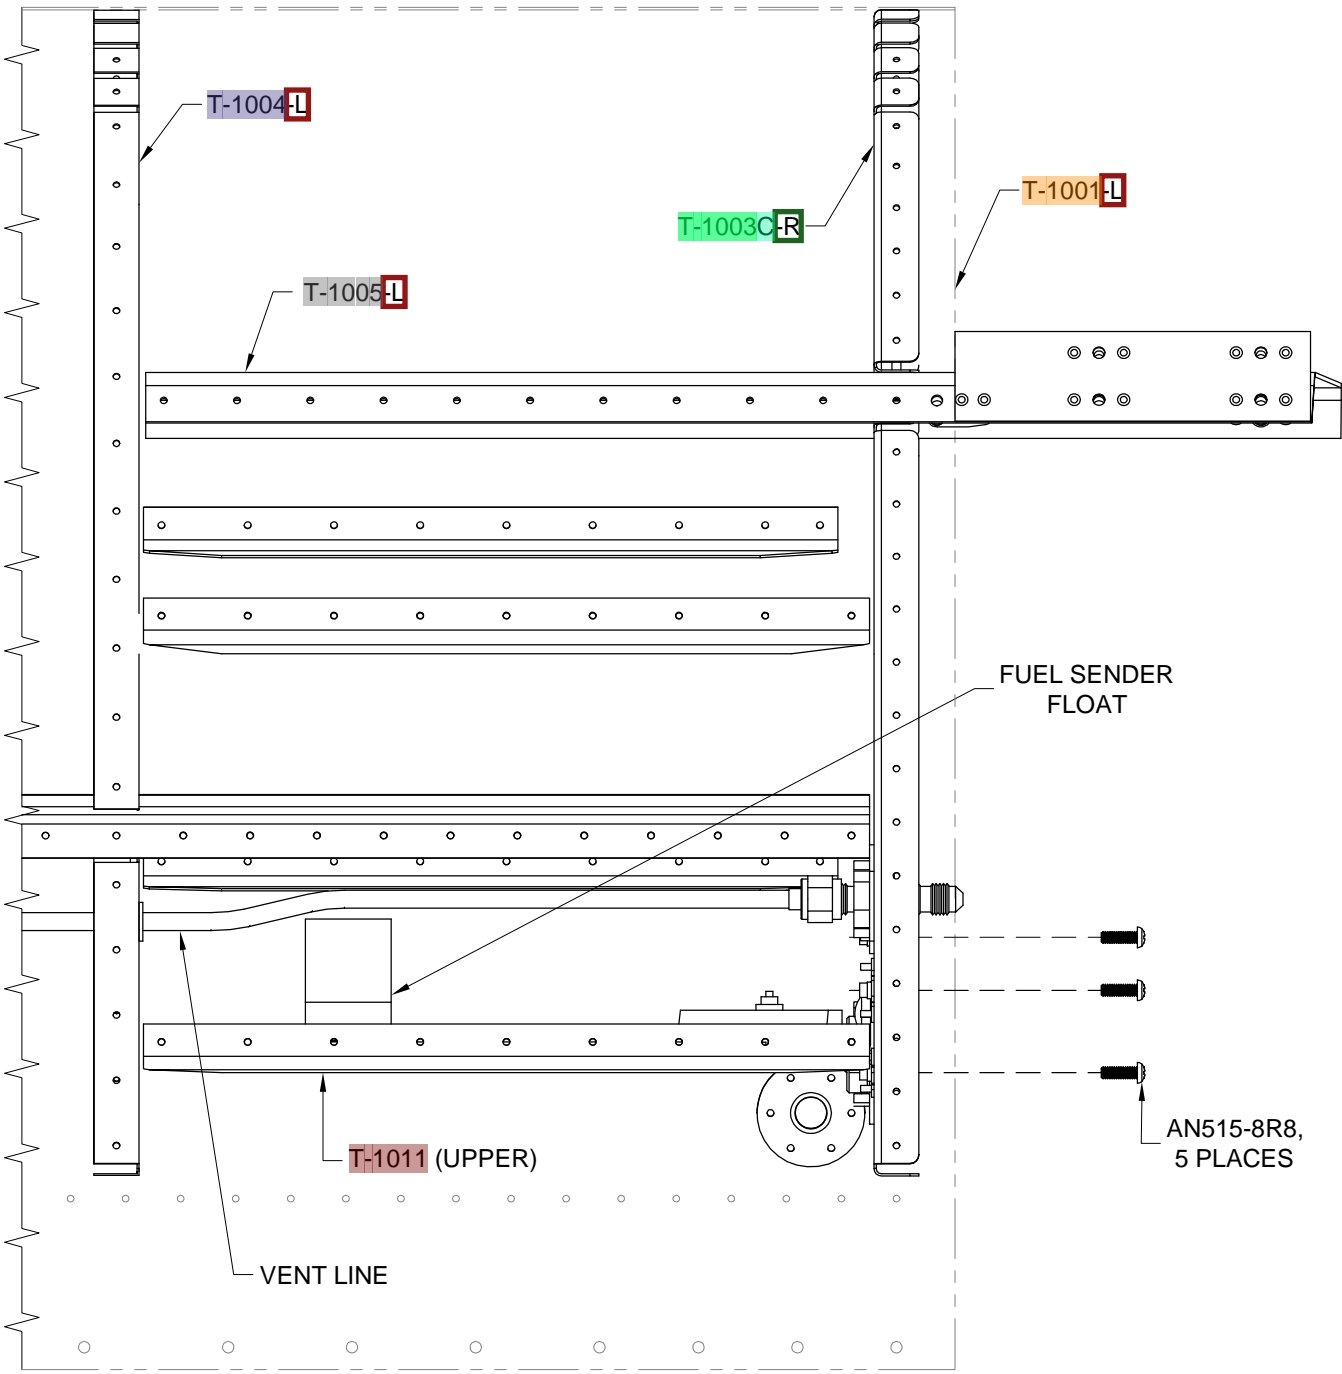 T-1004-L
T-1001-L
T-1003C-R
T-1005-L
FUEL SENDER
FLOAT
AN515-8R8,
5 PLACES
T-1011 (UPPER)
VENT LINE